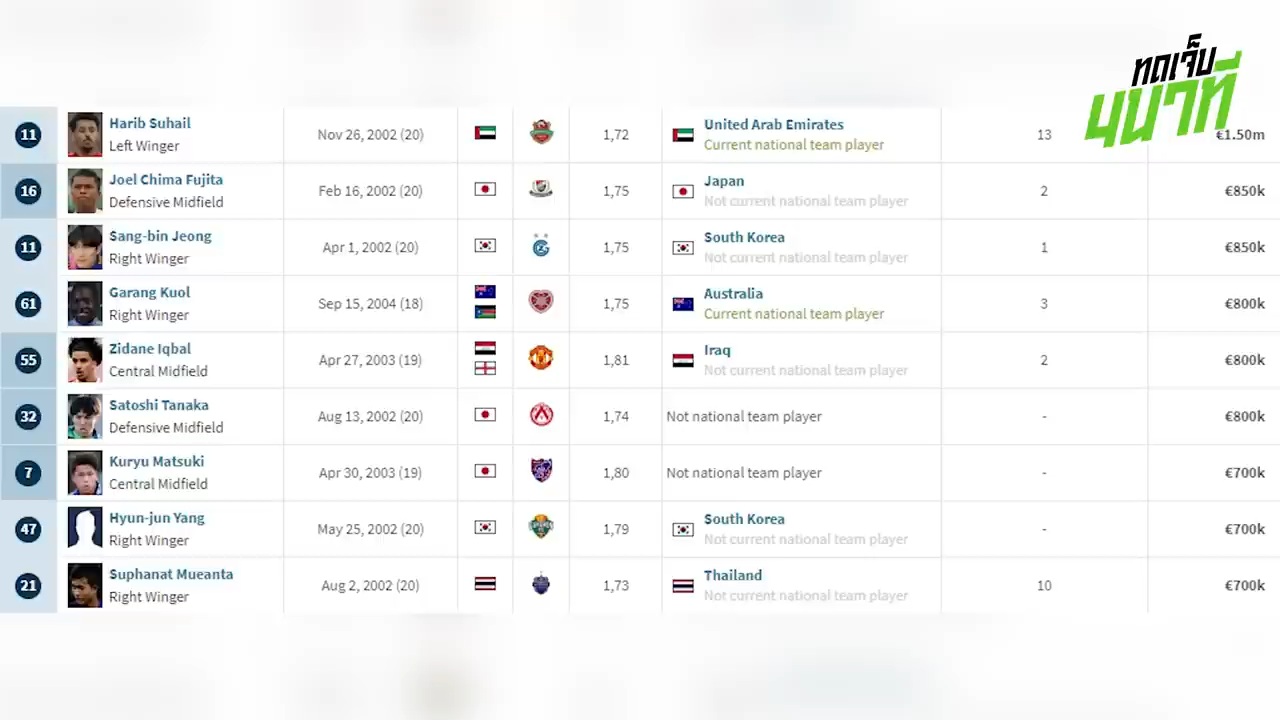 ทดเจ็บ
4นาที
11
Harib Suhail
Left Winger
Nov 26, 2002 (20)
1,72
United Arab Emirates
Current national team player
13
€1.50m
16
Joel Chima Fujita
Defensive Midfield
Feb 16, 2002 (20)
1,75
Japan
Not current national team player
2
€850k
11
Sang-bin Jeong
Right Winger
Apr 1, 2002 (20)
1,75
South Korea
Not current national team player
1
€850k
61
Garang Kuol
Right Winger
Sep 15, 2004 (18)
1,75
Australia
Current national team player
3
€800k
55
Zidane Iqbal
Central Midfield
Apr 27, 2003 (19)
1,81
Iraq
Not current national team player
2
€800k
32
Satoshi Tanaka
Defensive Midfield
Aug 13, 2002 (20)
1,74
Not national team player
-
€800k
7
Kuryu Matsuki
Central Midfield
Apr 30, 2003 (19)
1,80
Not national team player
-
€700k
47
Hyun-jun Yang
Right Winger
May 25, 2002 (20)
1,79
South Korea
Not current national team player
-
€700k
21
Suphanat Mueanta
Right Winger
Aug 2, 2002 (20)
1,73
Thailand
Not current national team player
10
€700k